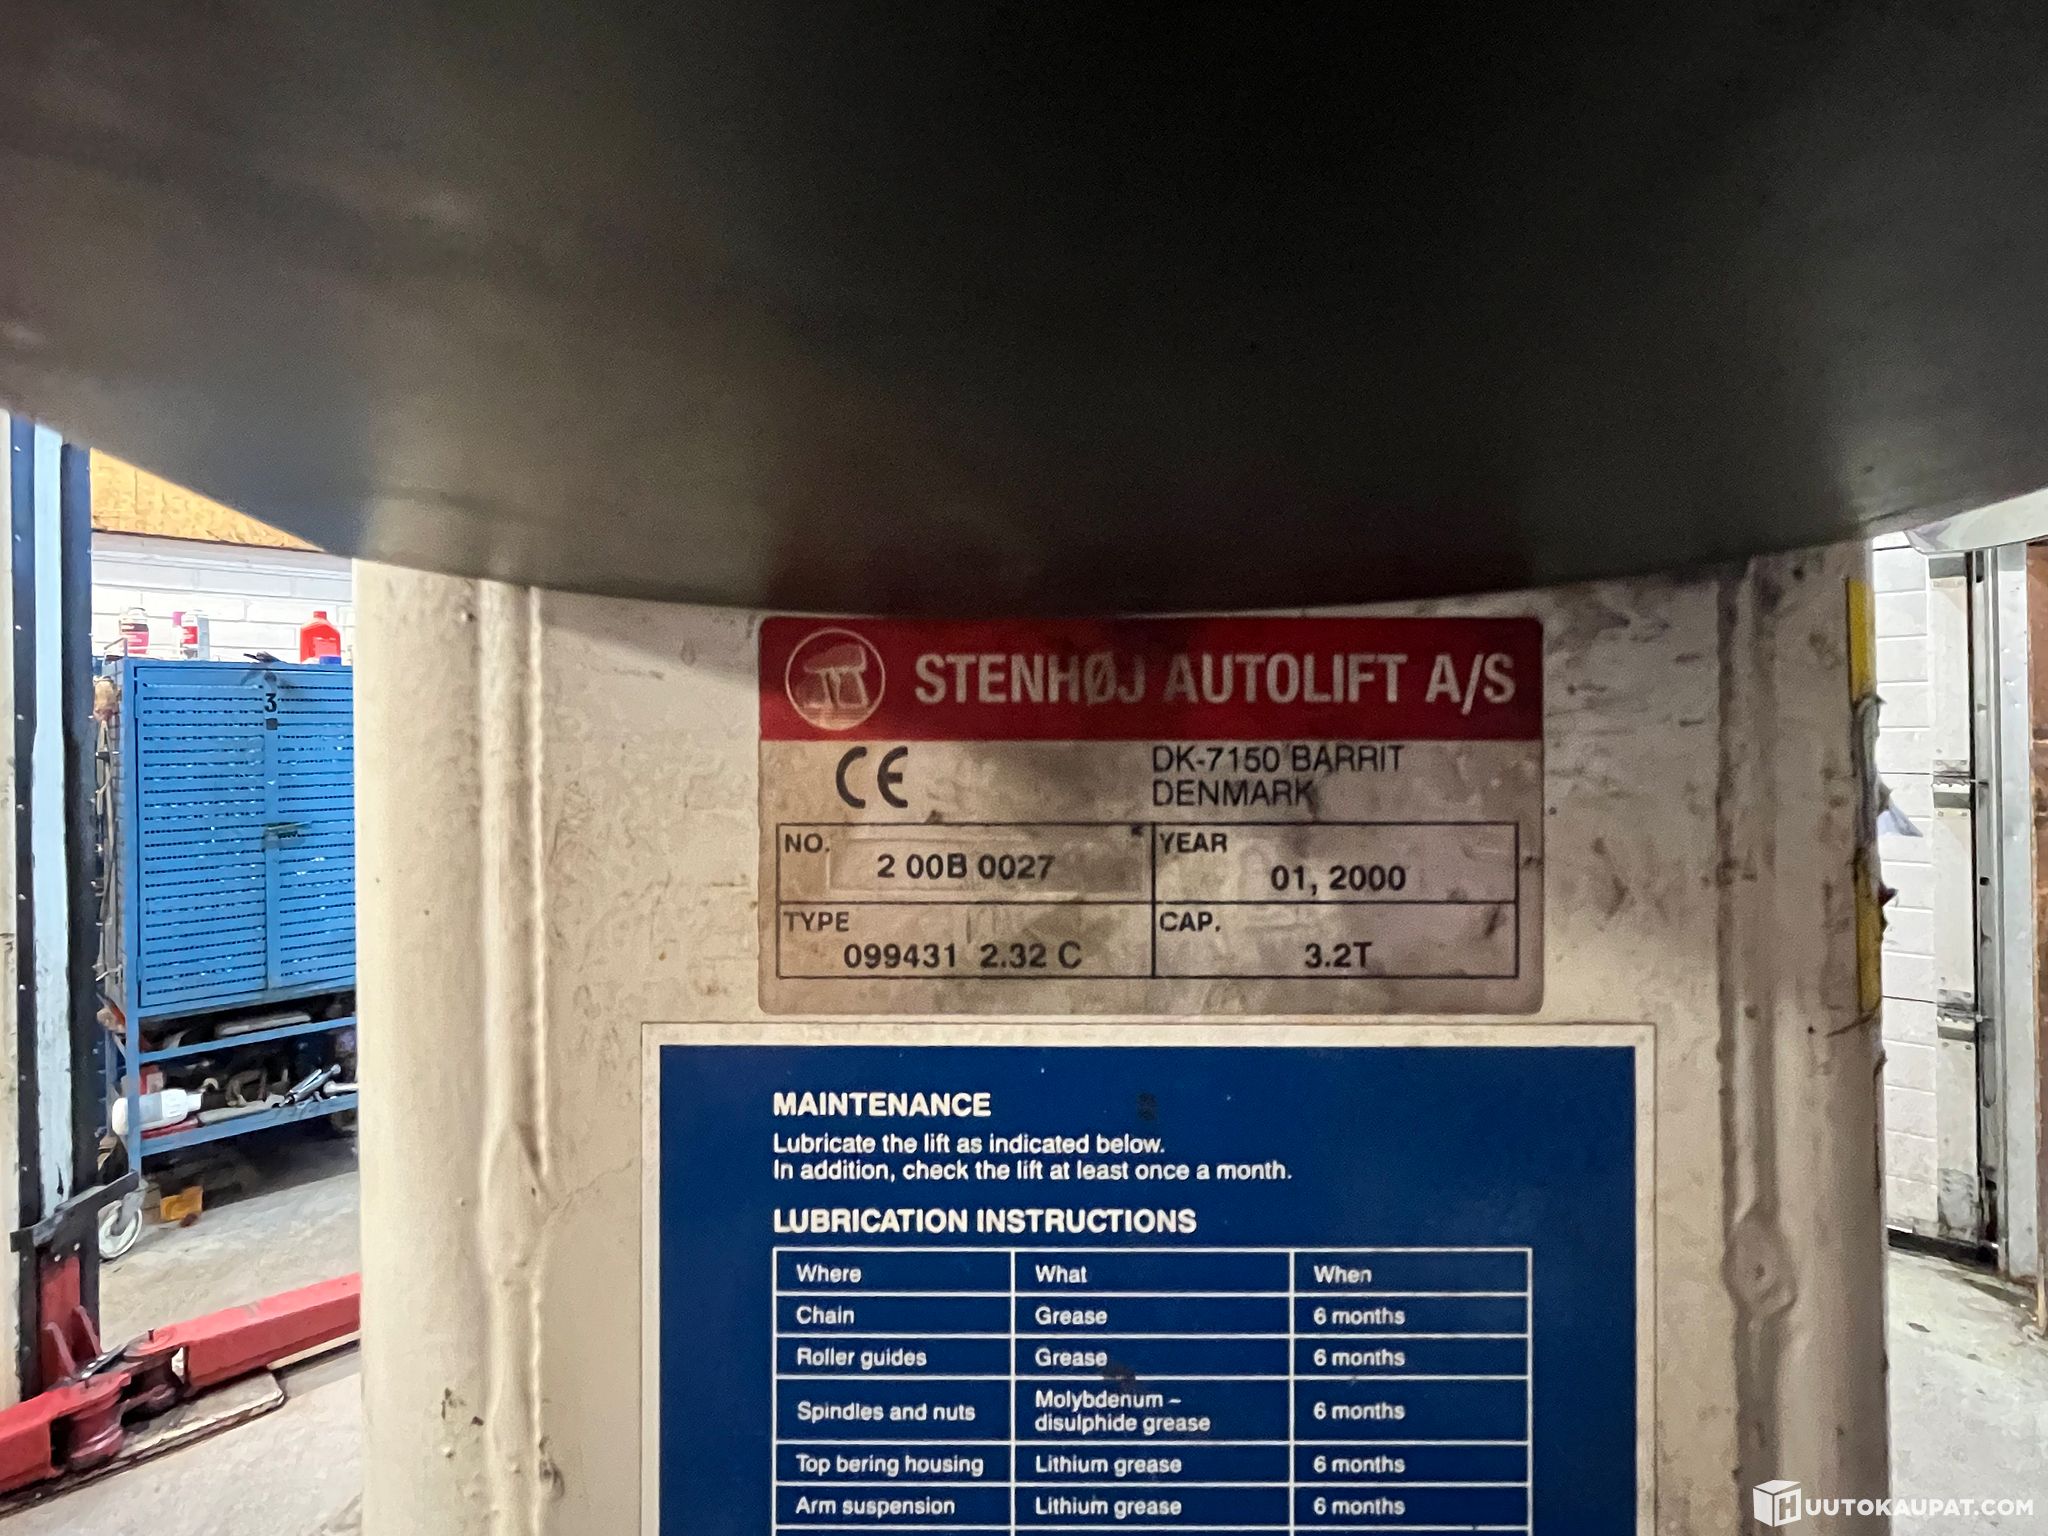 3
STENHØJ AUTOLIFT A/S
CE
DK-7150 BARRIT
DENMARK
NO. 2 00B 0027
YEAR 01, 2000
TYPE 099431 2.32 C
CAP. 3.2T
MAINTENANCE
Lubricate the lift as indicated below.
In addition, check the lift at least once a month.
LUBRICATION INSTRUCTIONS
Where What When
Chain Grease 6 months
Roller guides Grease 6 months
Spindles and nuts Molybdenum – 6 months
disulphide grease
Top bering housing Lithium grease 6 months
Arm suspension Lithium grease 6 months
HUUTOKAUPAT.COM